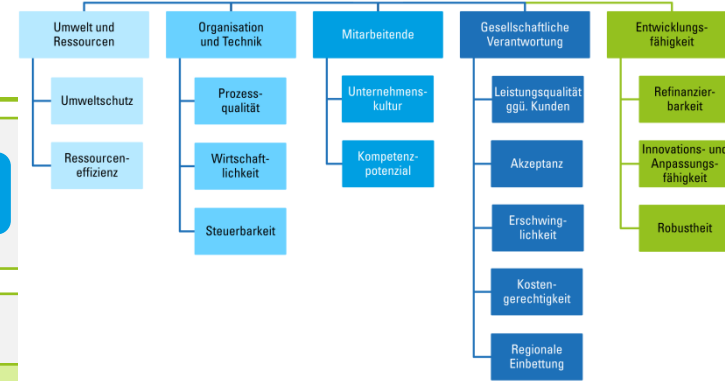 Umwelt und
Ressourcen
Umweltschutz
Ressourcen-
effizienz
Organisation
und Technik
Prozess-
qualität
Wirtschaft-
lichkeit
Steuerbarkeit
Mitarbeitende
Unternehmens-
kultur
Kompetenz-
potenzial
Gesellschaftliche
Verantwortung
Leistungsqualität
ggü. Kunden
Akzeptanz
Erschwing-
lichkeit
Kosten-
gerechtigkeit
Regionale
Einbettung
Entwicklungs-
fähigkeit
Refinanzier-
barkeit
Innovations- und
Anpassungs-
fähigkeit
Robustheit